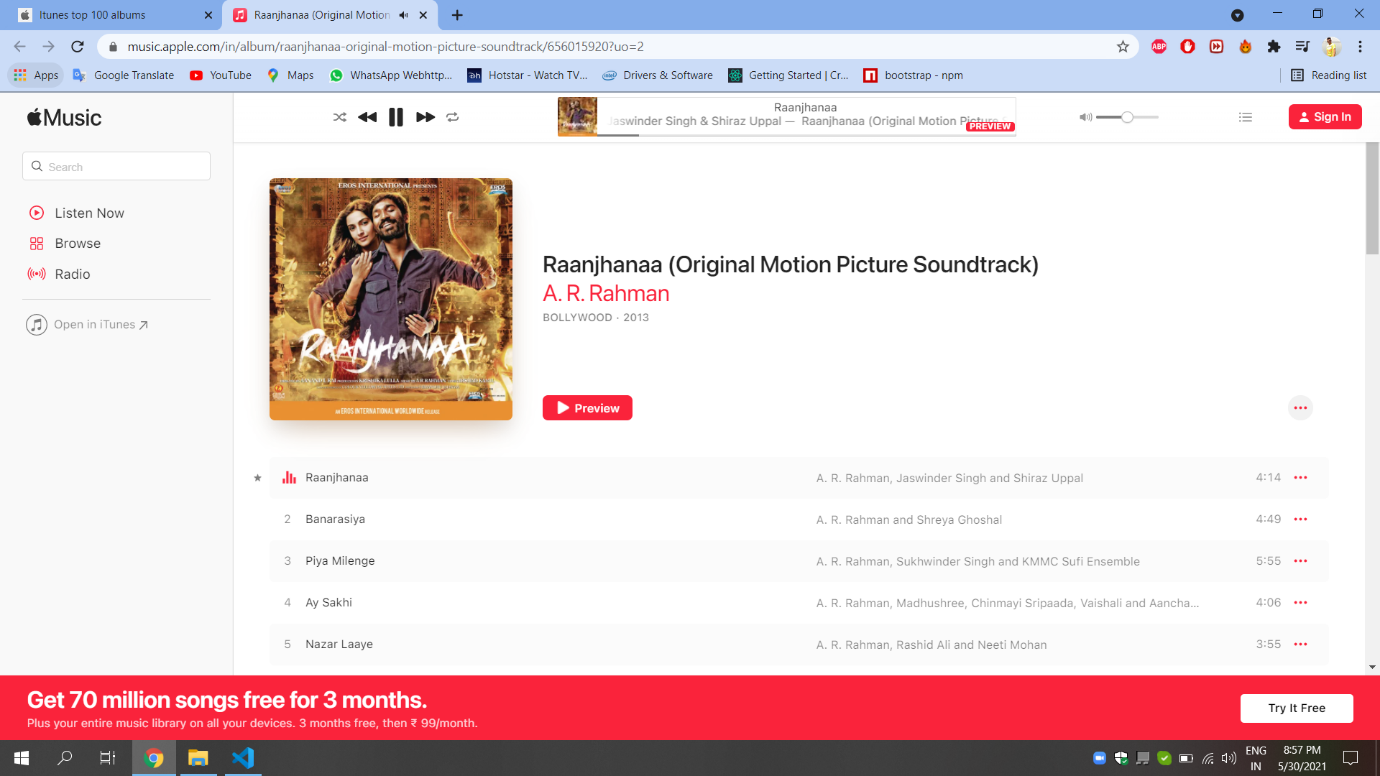 Itunes top 100 albums
Raanjhanaa (Original Motion
music.apple.com/in/album/raanjhanaa-original-motion-picture-soundtrack/656015920?uo=2
ABP
Apps
Google Translate
YouTube
Maps
WhatsApp Webhttp...
Hotstar - Watch TV...
Drivers & Software
Getting Started | Cr...
bootstrap - npm
Reading list
Music
Raanjhanaa
Jaswinder Singh & Shiraz Uppal — Raanjhanaa (Original Motion Picture
PREVIEW
Sign In
Search
Listen Now
Browse
Radio
Open in iTunes
EROS INTERNATIONAL PRESENTS
EROS
RAANJHANAA
AN EROS INTERNATIONAL WORLDWIDE RELEASE
Raanjhanaa (Original Motion Picture Soundtrack)
A. R. Rahman
BOLLYWOOD · 2013
Preview
Raanjhanaa A. R. Rahman, Jaswinder Singh and Shiraz Uppal 4:14
2 Banarasiya A. R. Rahman and Shreya Ghoshal 4:49
3 Piya Milenge A. R. Rahman, Sukhwinder Singh and KMMC Sufi Ensemble 5:55
4 Ay Sakhi A. R. Rahman, Madhushree, Chinmayi Sripaada, Vaishali and Aancha... 4:06
5 Nazar Laaye A. R. Rahman, Rashid Ali and Neeti Mohan 3:55
Get 70 million songs free for 3 months.
Plus your entire music library on all your devices. 3 months free, then ₹ 99/month.
Try It Free
ENG
IN
8:57 PM
5/30/2021